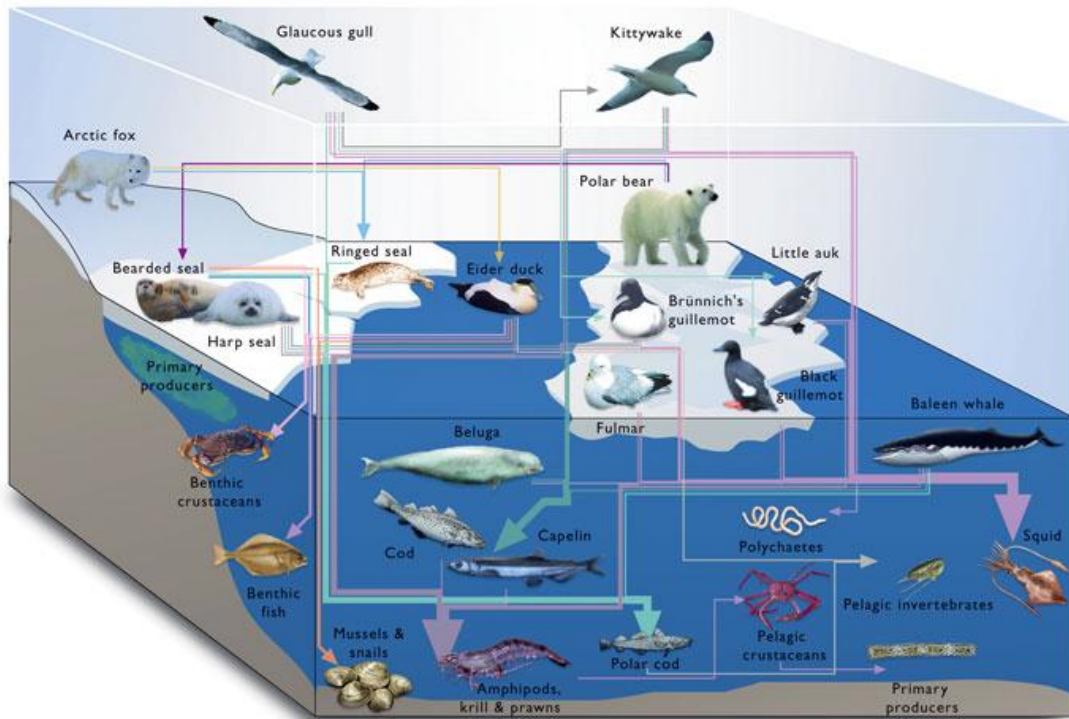 Glaucous gull
Kittywake
Arctic fox
Polar bear
Ringed seal
Little auk
Bearded seal
Eider duck
Brünnich's
guillemot
Harp seal
Primary
producers
Black
guillemot
Baleen whale
Fulmar
Beluga
Benthic
crustaceans
Cod
Capelin
Polychaetes
Squid
Benthic
fish
Pelagic invertebrates
Mussels &
snails
Amphipods,
krill & prawns
Polar cod
Pelagic
crustaceans
Primary
producers